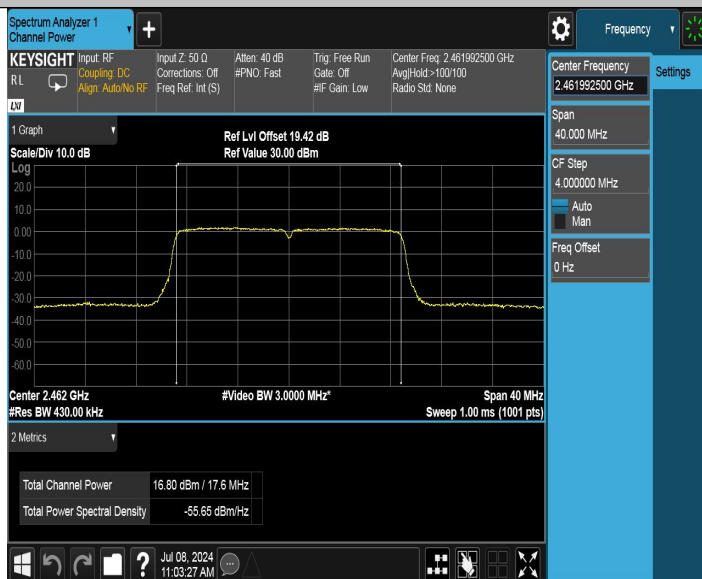 Spectrum Analyzer 1
Channel Power
+
Frequency
KEYSIGHT
RL
LXI
Input: RF
Coupling: DC
Align: Auto/No RF
Input Z: 50 Ω
Corrections: Off
Freq Ref: Int (S)
Atten: 40 dB
#PNO: Fast
Trig: Free Run
Gate: Off
#IF Gain: Low
Center Freq: 2.461992500 GHz
Avg|Hold:>100/100
Radio Std: None
Center Frequency
2.461992500 GHz
Settings
Span
40.000 MHz
CF Step
4.000000 MHz
Auto
Man
Freq Offset
0 Hz
1 Graph
Scale/Div 10.0 dB
Ref Lvl Offset 19.42 dB
Ref Value 30.00 dBm
Log
20.0
10.0
0.00
-10.0
-20.0
-30.0
-40.0
-50.0
-60.0
Center 2.462 GHz
#Video BW 3.0000 MHz*
Span 40 MHz
#Res BW 430.00 kHz
Sweep 1.00 ms (1001 pts)
2 Metrics
Total Channel Power 16.80 dBm / 17.6 MHz
Total Power Spectral Density -55.65 dBm/Hz
?
Jul 08, 2024
11:03:27 AM